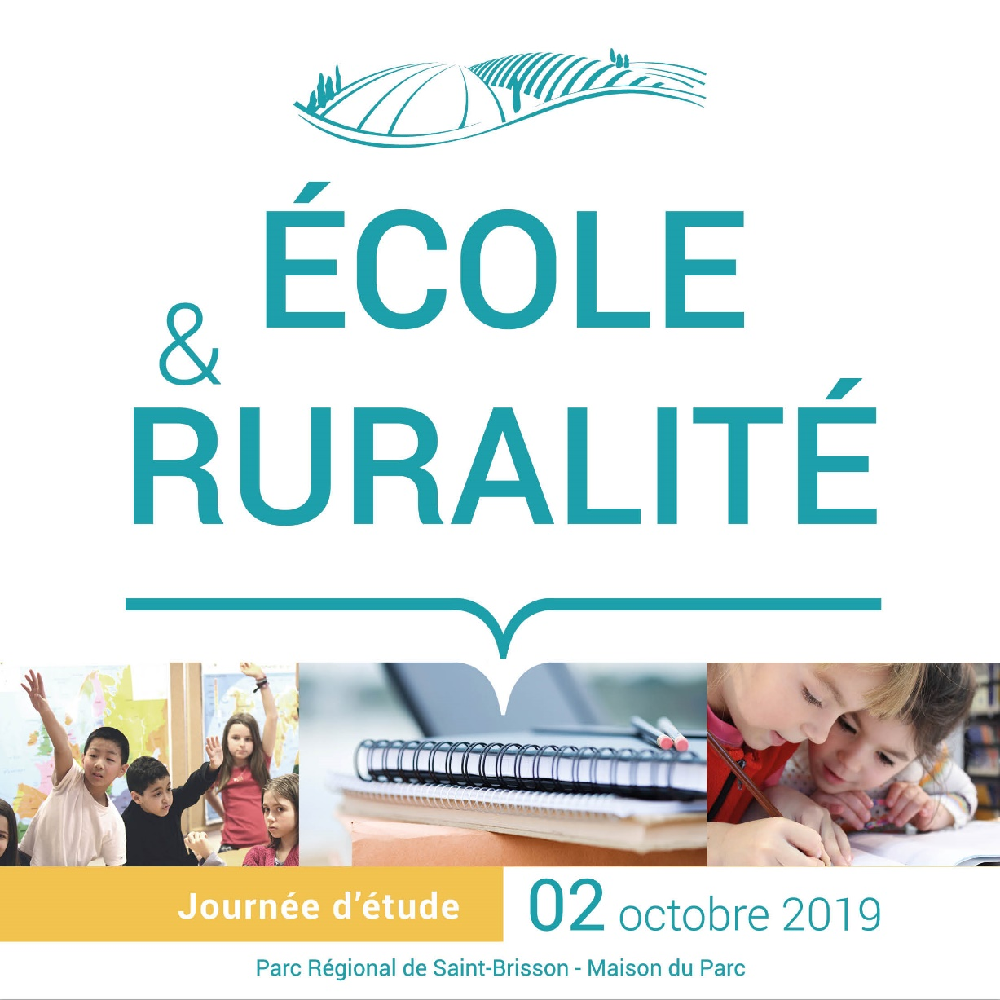 ÉCOLE
& RURALITÉ
Journée d'étude
02 octobre 2019
Parc Régional de Saint-Brisson - Maison du Parc